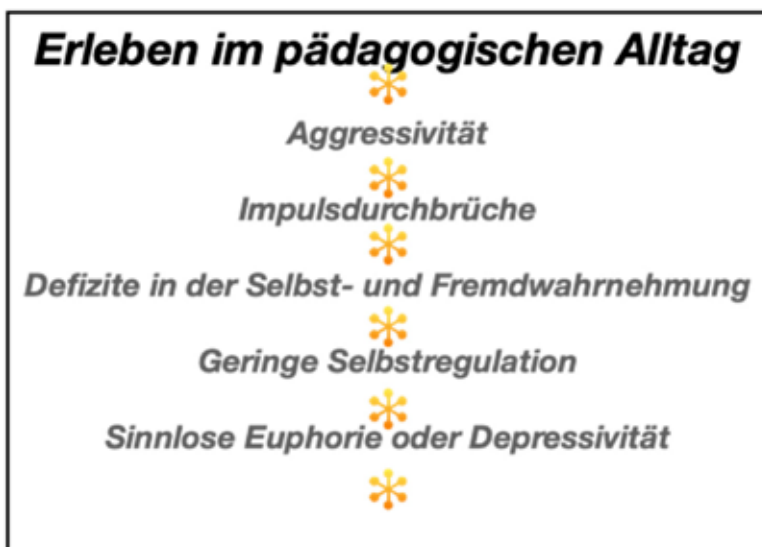 Erleben im pädagogischen Alltag
Aggressivität
Impulsdurchbrüche
Defizite in der Selbst- und Fremdwahrnehmung
Geringe Selbstregulation
Sinnlose Euphorie oder Depressivität